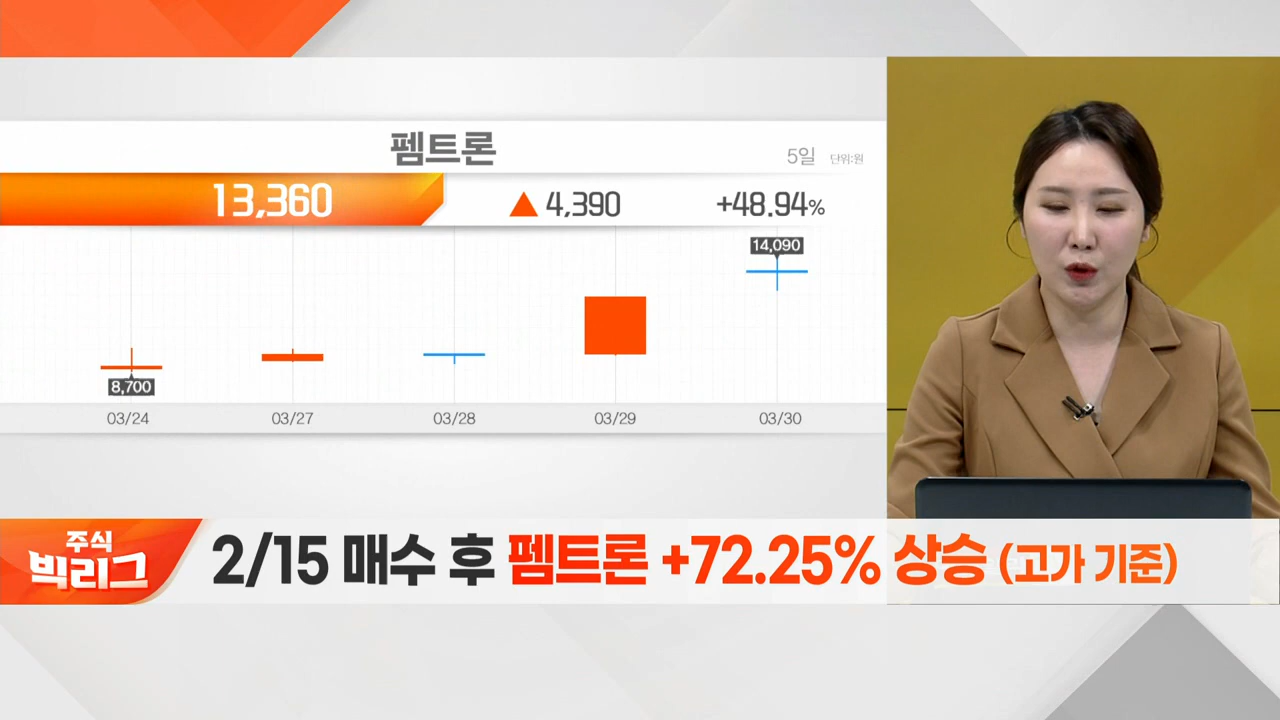 펨트론
5일 단위:원
13,360 ▲ 4,390 +48.94%
14,090
8,700
03/24 03/27 03/28 03/29 03/30
주식
빅리그
2/15 매수 후 펨트론 +72.25% 상승 (고가 기준)